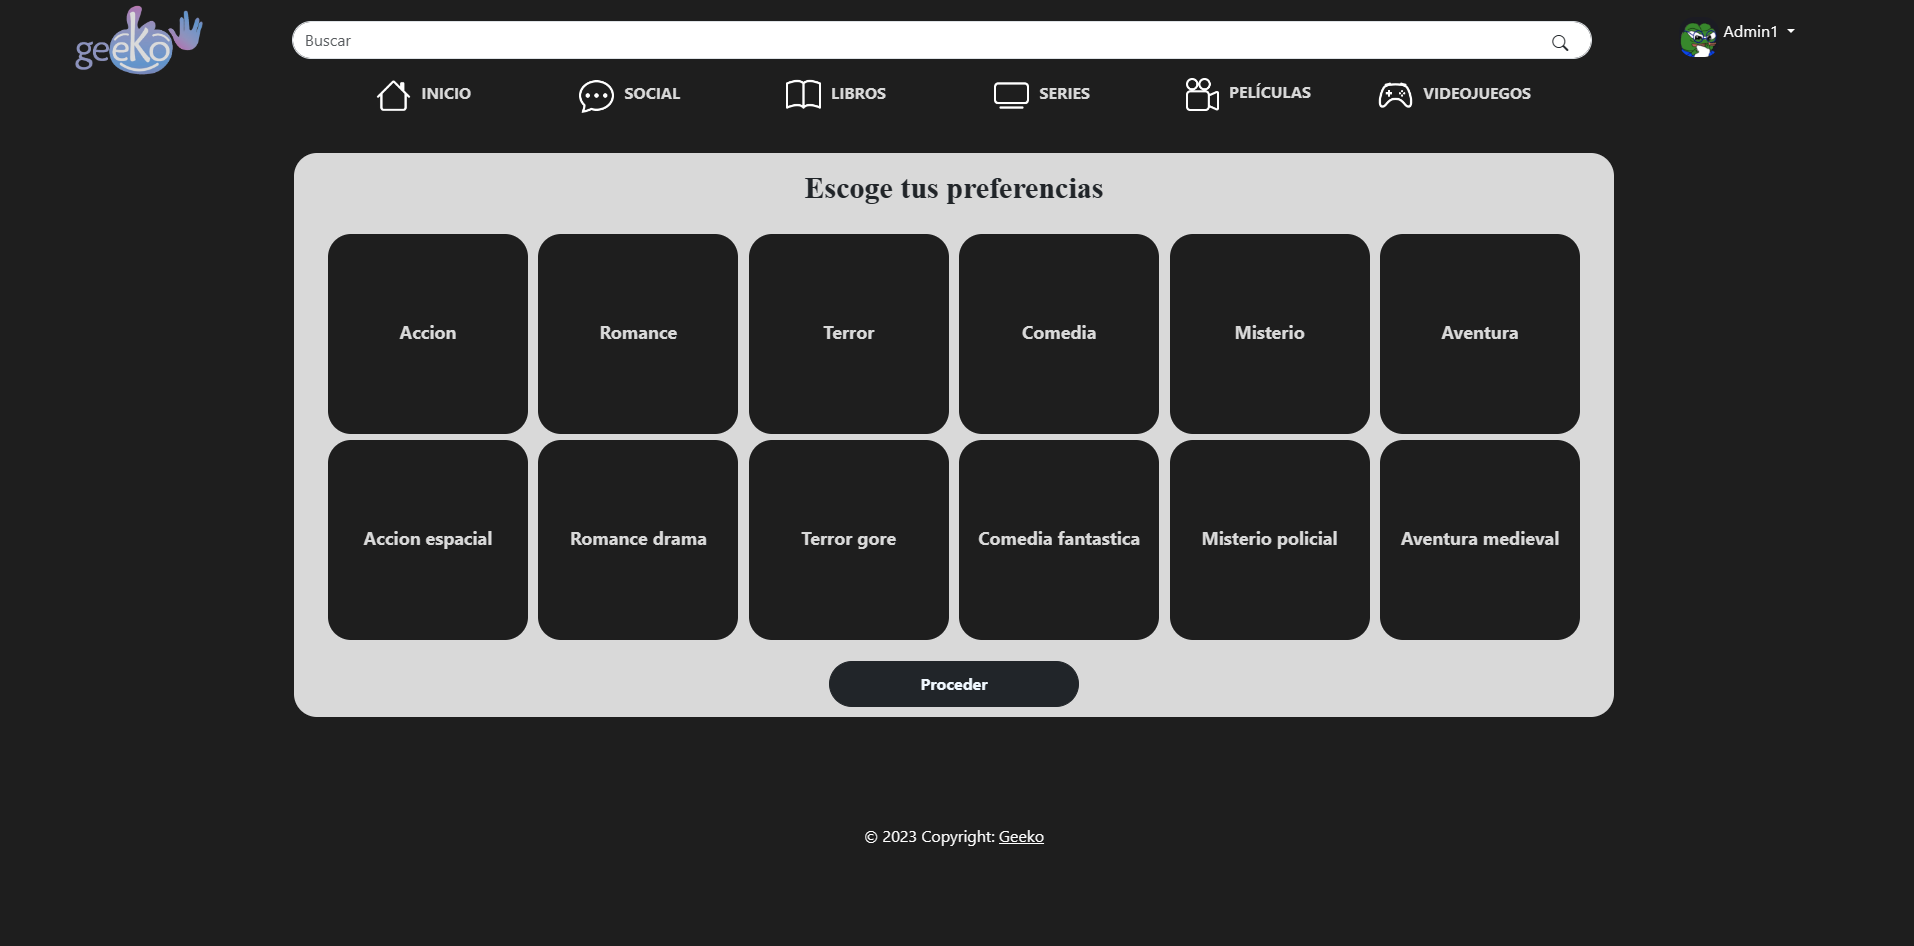 geeKo
Buscar
Admin1
INICIO
SOCIAL
LIBROS
SERIES
PELÍCULAS
VIDEOJUEGOS
Escoge tus preferencias
Accion
Romance
Terror
Comedia
Misterio
Aventura
Accion espacial
Romance drama
Terror gore
Comedia fantastica
Misterio policial
Aventura medieval
Proceder
© 2023 Copyright: Geeko